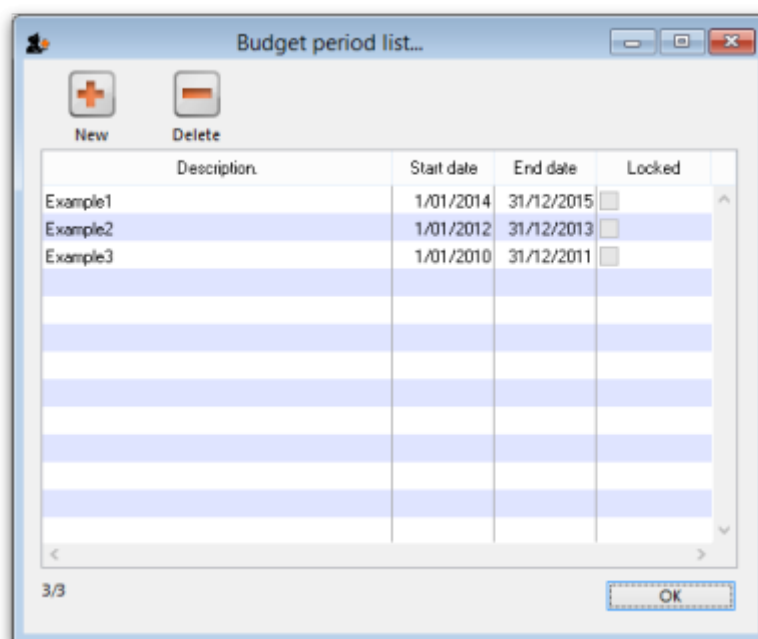 Budget period list...
New Delete
Description. Start date End date Locked
Example1 1/01/2014 31/12/2015
Example2 1/01/2012 31/12/2013
Example3 1/01/2010 31/12/2011
3/3 OK